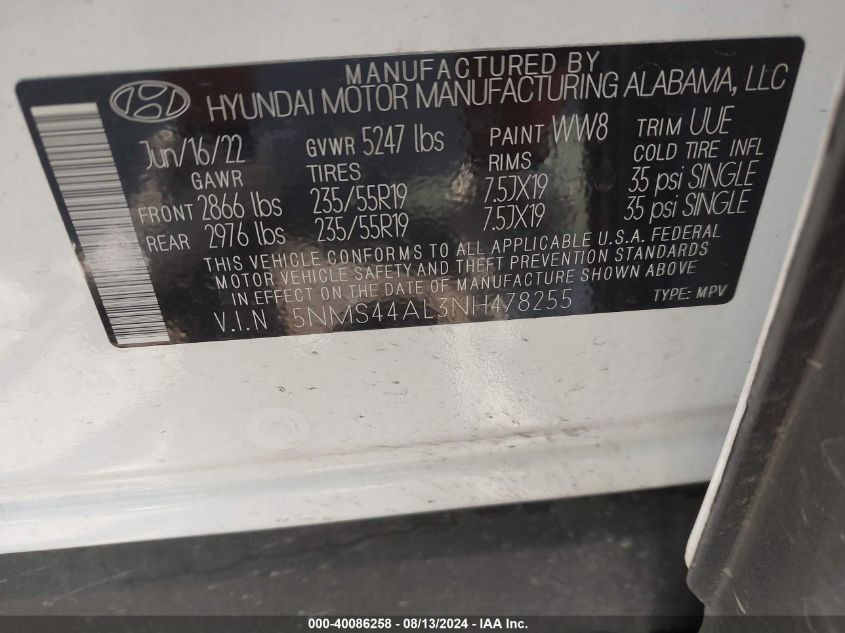 MANUFACTURED BY
HYUNDAI MOTOR MANUFACTURING ALABAMA, LLC
Jun/16/22 GVWR 5247 lbs PAINT WW8 TRIM UUE
GAWR TIRES RIMS COLD TIRE INFL
FRONT 2866 lbs 235/55R19 7.5JX19 35 psi SINGLE
REAR 2976 lbs 235/55R19 7.5JX19 35 psi SINGLE
THIS VEHICLE CONFORMS TO ALL APPLICABLE U.S.A. FEDERAL
MOTOR VEHICLE SAFETY AND THEFT PREVENTION STANDARDS
IN EFFECT ON THE DATE OF MANUFACTURE SHOWN ABOVE
V.I.N 5NMS44AL3NH478255 TYPE: MPV
000-40086258 - 08/13/2024 - IAA Inc.